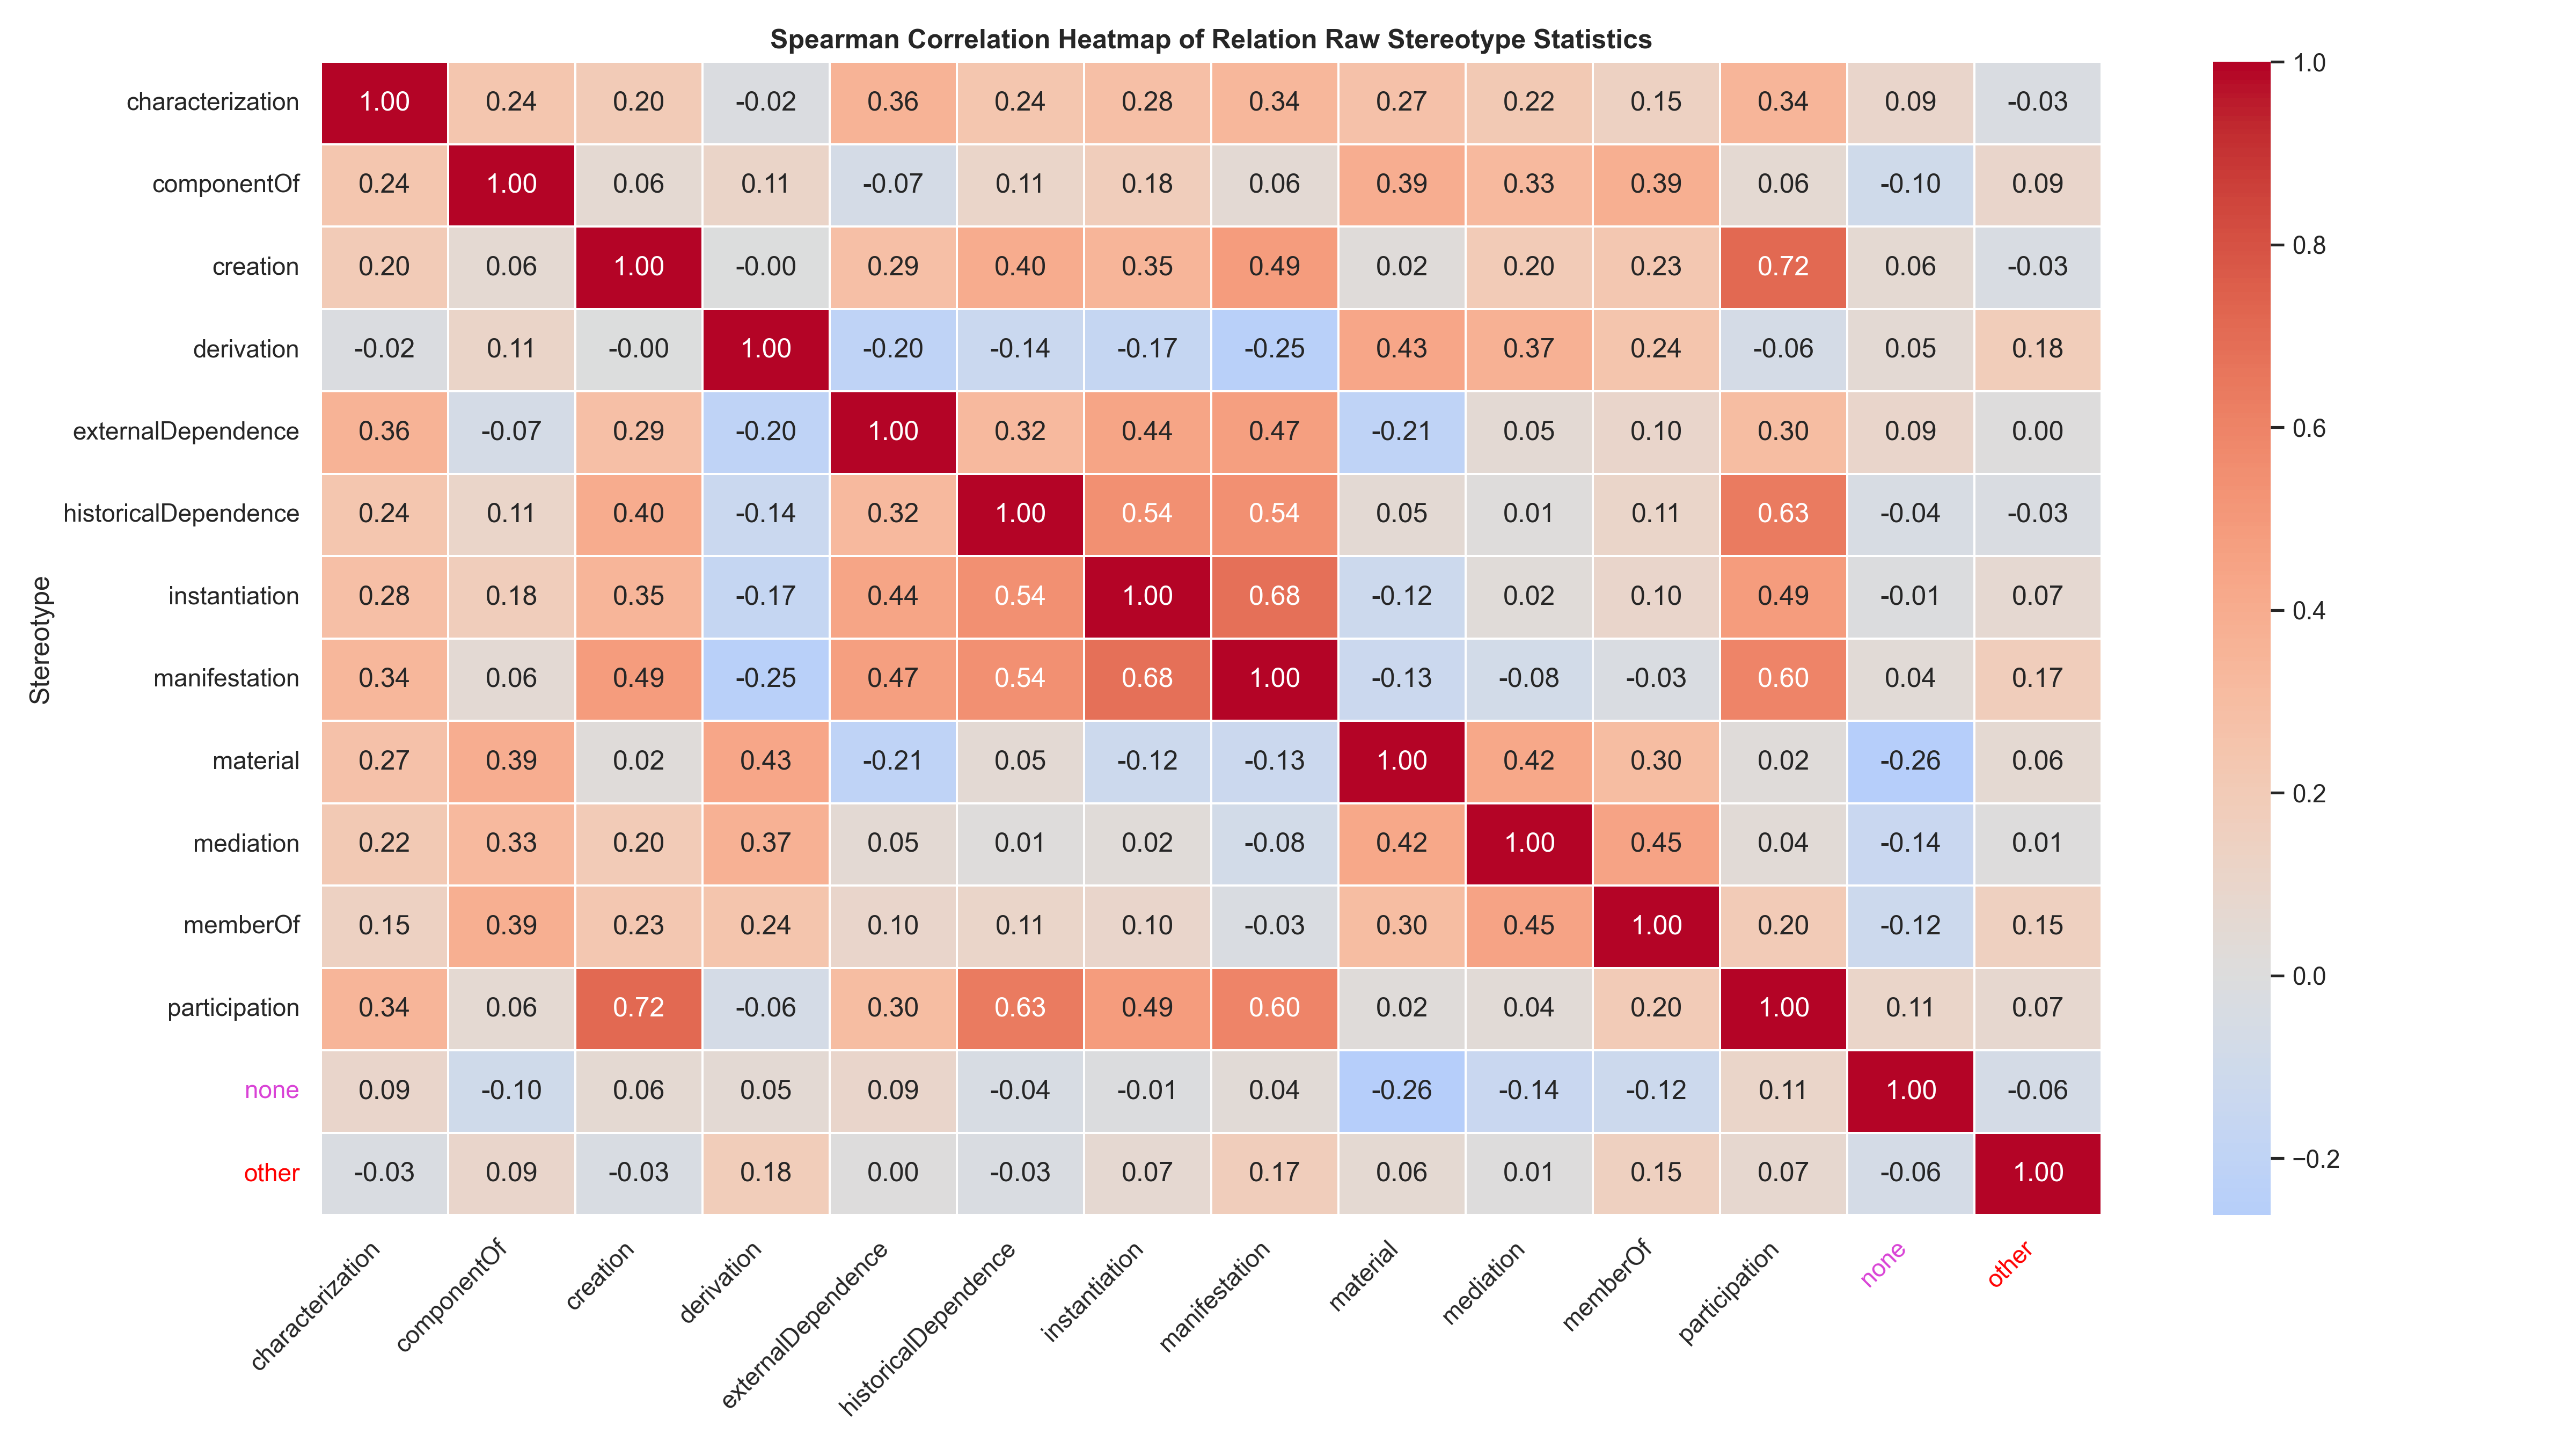 Spearman Correlation Heatmap of Relation Raw Stereotype Statistics
characterization 1.00 0.24 0.20 -0.02 0.36 0.24 0.28 0.34 0.27 0.22 0.15 0.34 0.09 -0.03
componentOf 0.24 1.00 0.06 0.11 -0.07 0.11 0.18 0.06 0.39 0.33 0.39 0.06 -0.10 0.09
creation 0.20 0.06 1.00 -0.00 0.29 0.40 0.35 0.49 0.02 0.20 0.23 0.72 0.06 -0.03
derivation -0.02 0.11 -0.00 1.00 -0.20 -0.14 -0.17 -0.25 0.43 0.37 0.24 -0.06 0.05 0.18
externalDependence 0.36 -0.07 0.29 -0.20 1.00 0.32 0.44 0.47 -0.21 0.05 0.10 0.30 0.09 0.00
historicalDependence 0.24 0.11 0.40 -0.14 0.32 1.00 0.54 0.54 0.05 0.01 0.11 0.63 -0.04 -0.03
instantiation 0.28 0.18 0.35 -0.17 0.44 0.54 1.00 0.68 -0.12 0.02 0.10 0.49 -0.01 0.07
manifestation 0.34 0.06 0.49 -0.25 0.47 0.54 0.68 1.00 -0.13 -0.08 -0.03 0.60 0.04 0.17
material 0.27 0.39 0.02 0.43 -0.21 0.05 -0.12 -0.13 1.00 0.42 0.30 0.02 -0.26 0.06
mediation 0.22 0.33 0.20 0.37 0.05 0.01 0.02 -0.08 0.42 1.00 0.45 0.04 -0.14 0.01
memberOf 0.15 0.39 0.23 0.24 0.10 0.11 0.10 -0.03 0.30 0.45 1.00 0.20 -0.12 0.15
participation 0.34 0.06 0.72 -0.06 0.30 0.63 0.49 0.60 0.02 0.04 0.20 1.00 0.11 0.07
none 0.09 -0.10 0.06 0.05 0.09 -0.04 -0.01 0.04 -0.26 -0.14 -0.12 0.11 1.00 -0.06
other -0.03 0.09 -0.03 0.18 0.00 -0.03 0.07 0.17 0.06 0.01 0.15 0.07 -0.06 1.00
Stereotype
characterization
componentOf
creation
derivation
externalDependence
historicalDependence
instantiation
manifestation
material
mediation
memberOf
participation
none
other
1.0
0.8
0.6
0.4
0.2
0.0
−0.2